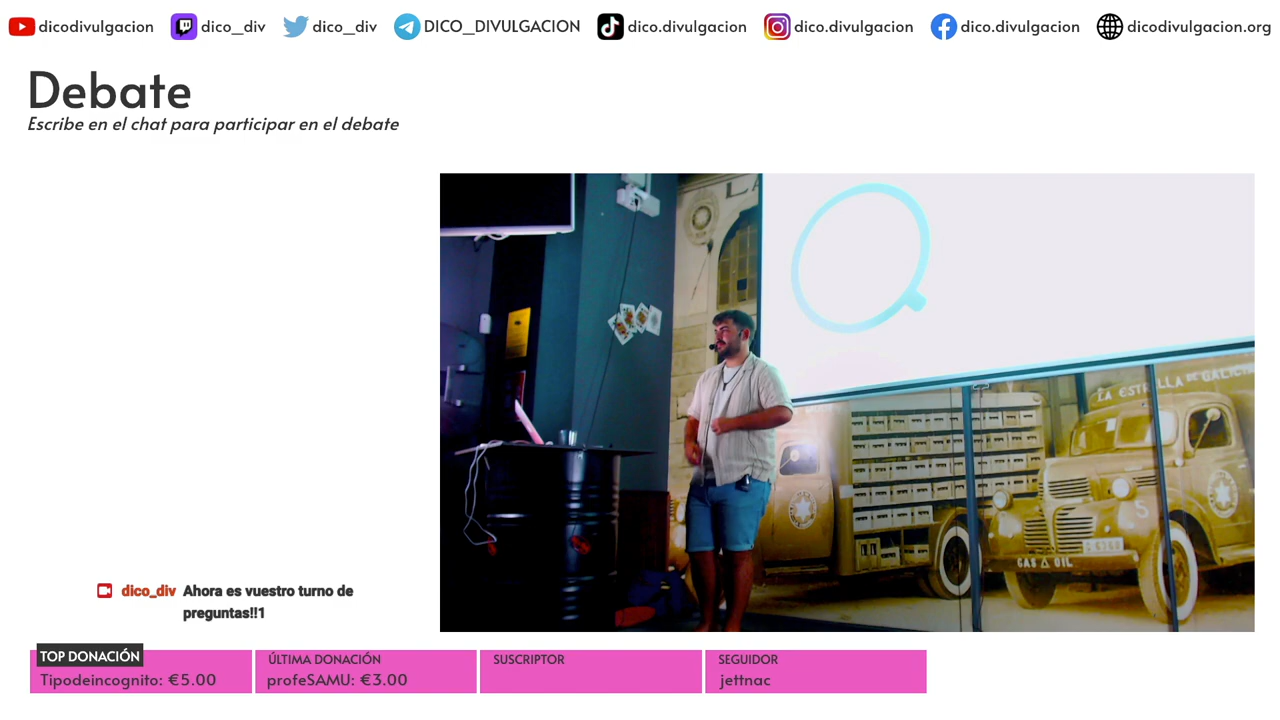 dicodivulgacion dico_div dico_div DICO_DIVULGACION dico.divulgacion dico.divulgacion dico.divulgacion dicodivulgacion.org
Debate
Escribe en el chat para participar en el debate
LA
LA ESTRELLA DE GALICIA
5
GAS OIL
dico_div Ahora es vuestro turno de
preguntas!!1
TOP DONACIÓN
Tipodeincognito: €5.00
ÚLTIMA DONACIÓN
profeSAMU: €3.00
SUSCRIPTOR
SEGUIDOR
jettnac